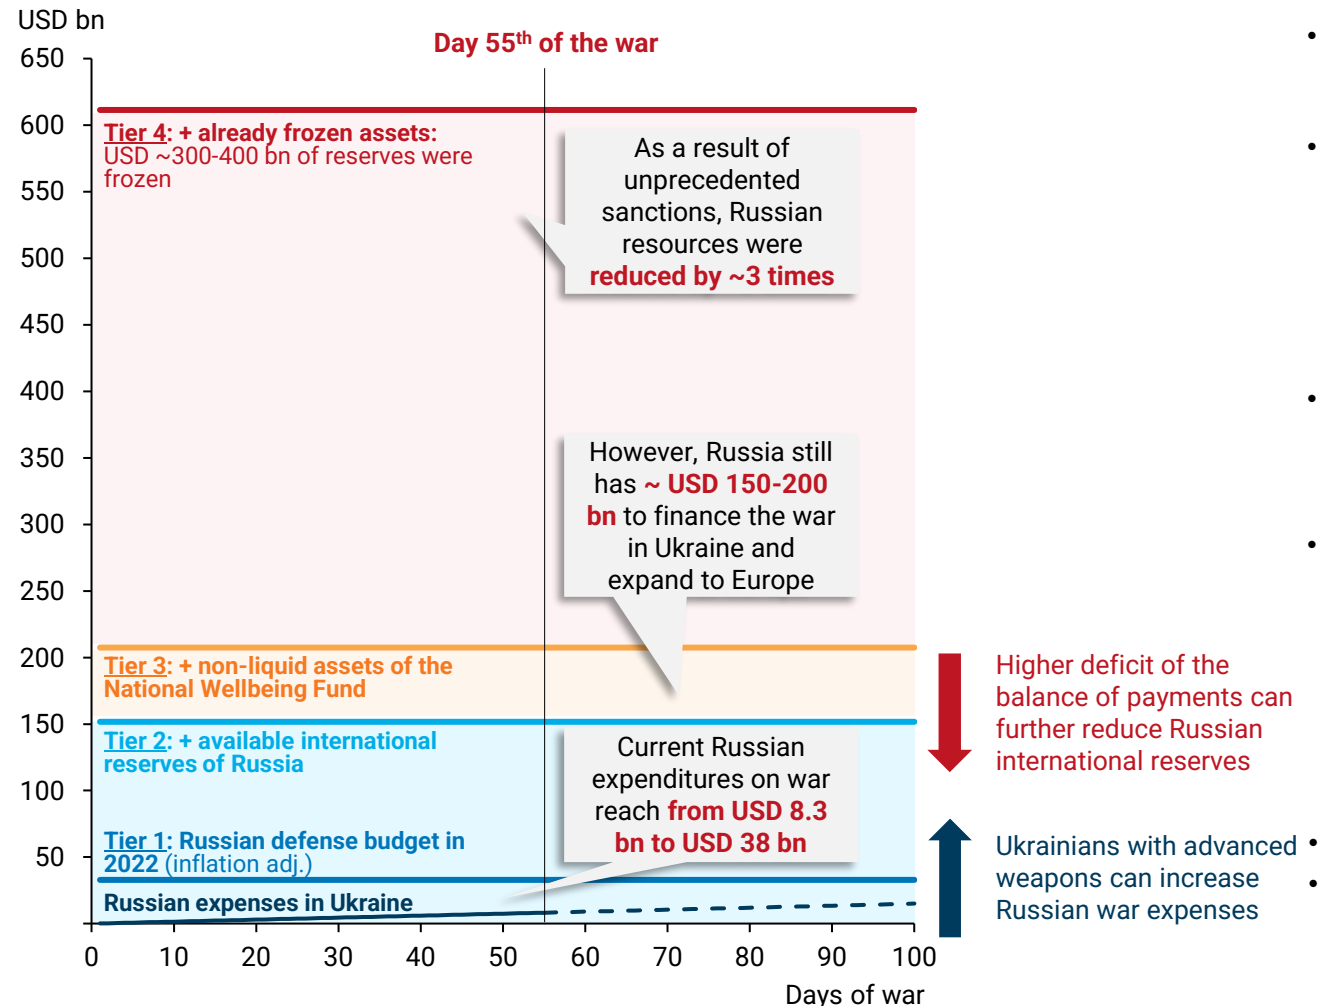 USD bn
Day 55th of the war
650
600
550
500
450
400
350
300
250
200
150
100
50
Tier 4: + already frozen assets:
USD ~300-400 bn of reserves were
frozen
As a result of
unprecedented
sanctions, Russian
resources were
reduced by ~3 times
However, Russia still
has ~ USD 150-200
bn to finance the war
in Ukraine and
expand to Europe
Tier 3: + non-liquid assets of the
National Wellbeing Fund
Tier 2: + available international
reserves of Russia
Current Russian
expenditures on war
reach from USD 8.3
bn to USD 38 bn
Tier 1: Russian defense budget in
2022 (inflation adj.)
Russian expenses in Ukraine
0 10 20 30 40 50 60 70 80 90 100
Days of war
Higher deficit of the
balance of payments can
further reduce Russian
international reserves
Ukrainians with advanced
weapons can increase
Russian war expenses